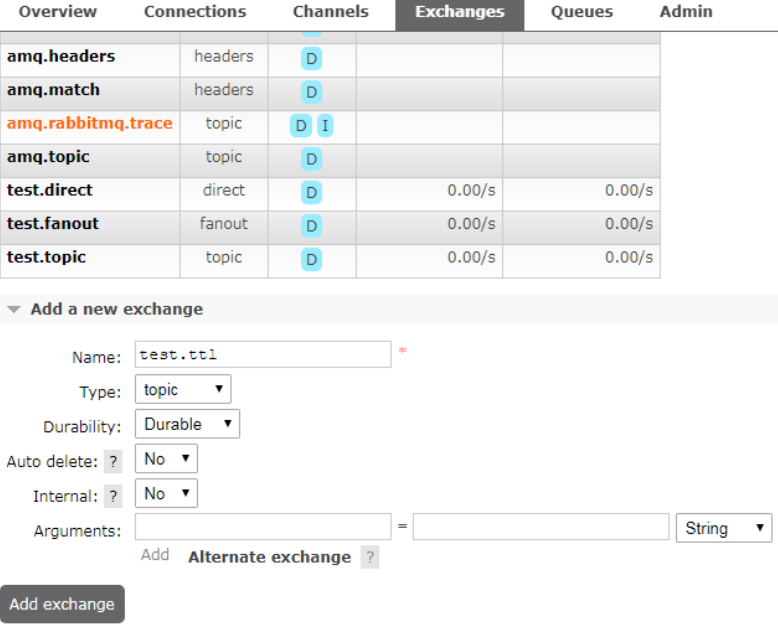 Overview Connections Channels Exchanges Queues Admin
amq.headers headers D
amq.match headers D
amq.rabbitmq.trace topic D I
amq.topic topic D
test.direct direct D 0.00/s 0.00/s
test.fanout fanout D 0.00/s 0.00/s
test.topic topic D 0.00/s 0.00/s
Add a new exchange
Name: test.ttl *
Type: topic
Durability: Durable
Auto delete: ? No
Internal: ? No
Arguments: = String
Add Alternate exchange ?
Add exchange